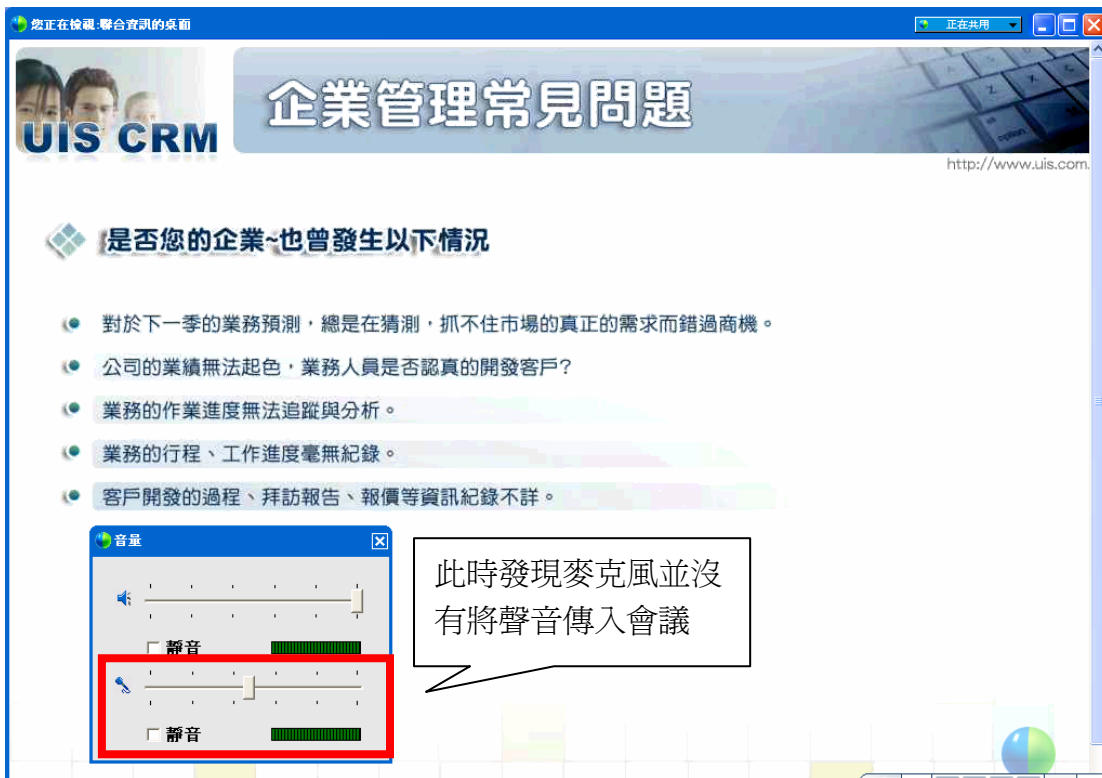 您正在檢視:聯合資訊的桌面
正在共用
UIS CRM
企業管理常見問題
http://www.uis.com.
是否您的企業~也曾發生以下情況
對於下一季的業務預測，總是在猜測，抓不住市場的真正的需求而錯過商機。
公司的業績無法起色，業務人員是否認真的開發客戶?
業務的作業進度無法追蹤與分析。
業務的行程、工作進度毫無紀錄。
客戶開發的過程、拜訪報告、報價等資訊紀錄不詳。
音量
靜音
靜音
此時發現麥克風並沒
有將聲音傳入會議
option